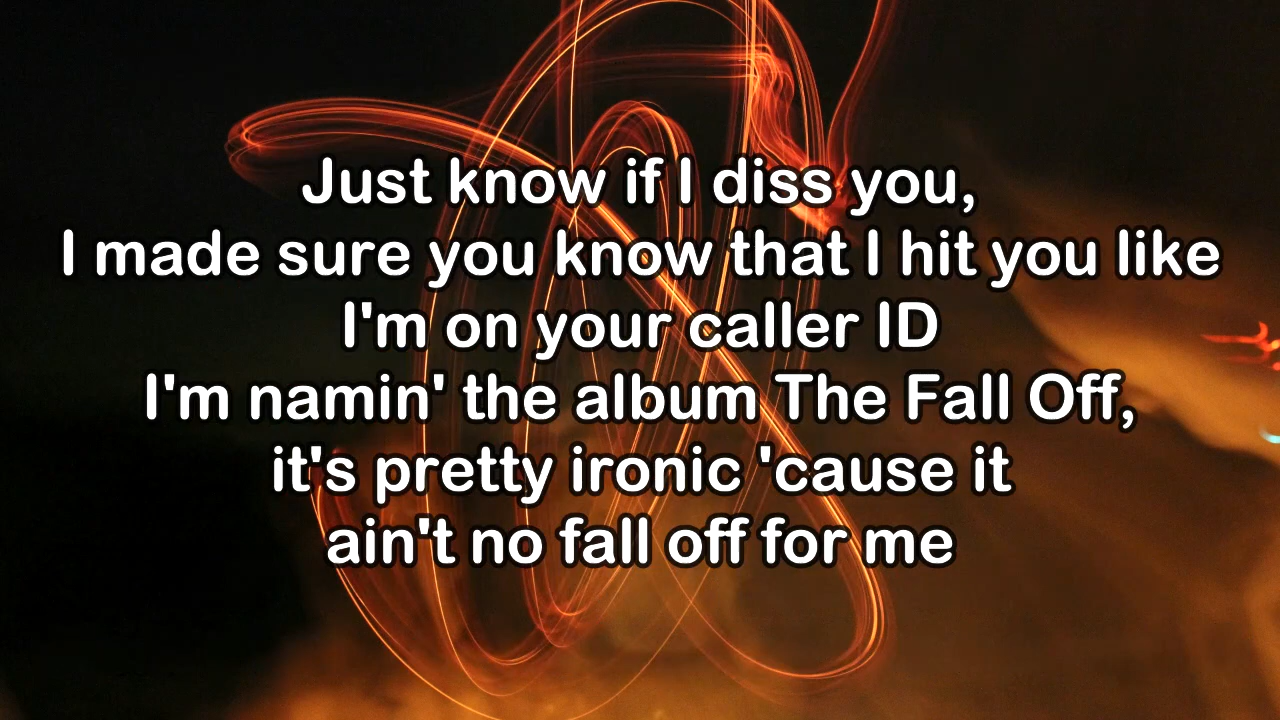 Just know if I diss you,
I made sure you know that I hit you like
I'm on your caller ID
I'm namin' the album The Fall Off,
it's pretty ironic 'cause it
ain't no fall off for me